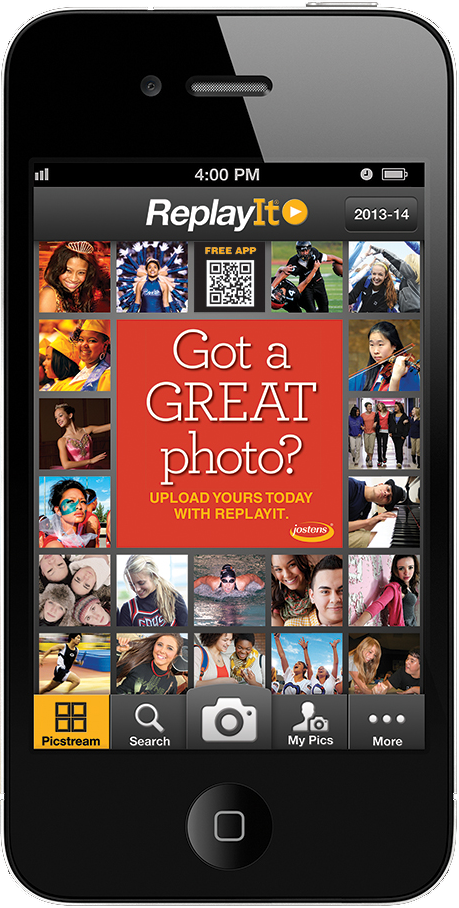 4:00 PM
ReplayIt
2013-14
FREE APP
Got a
GREAT
photo?
UPLOAD YOURS TODAY
WITH REPLAYIT.
jostens
Picstream
Search
My Pics
More